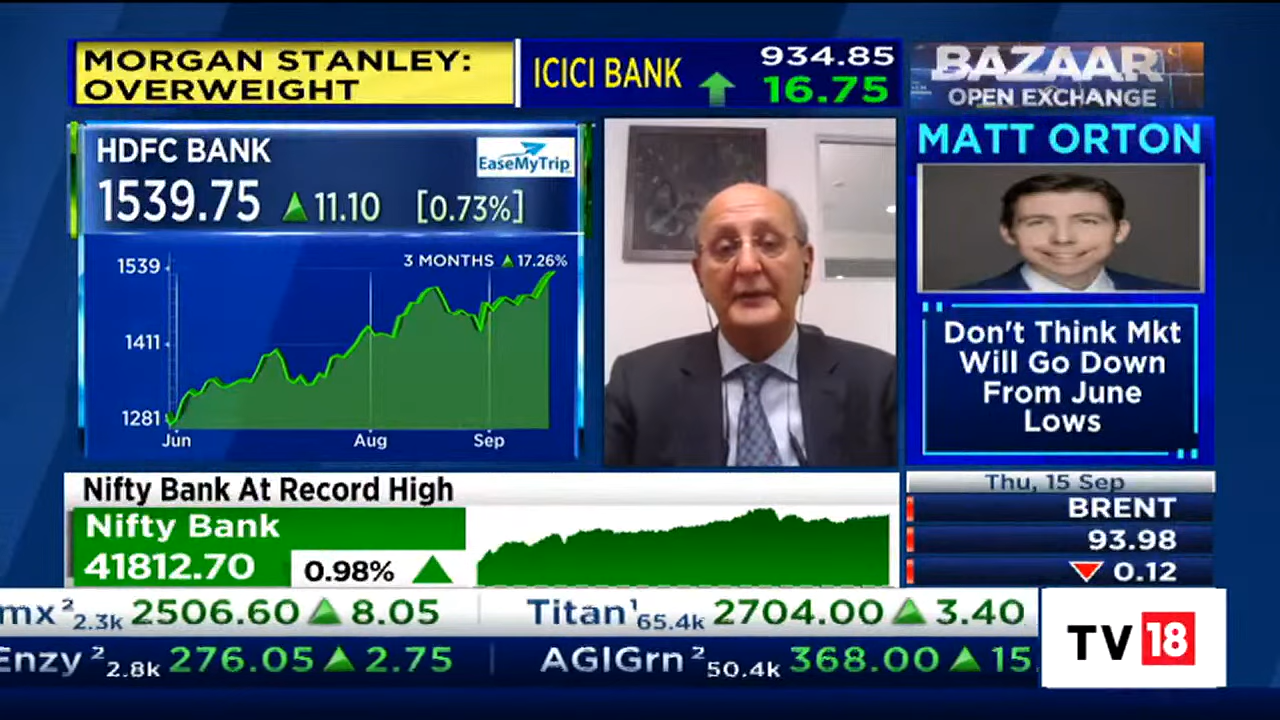 MORGAN STANLEY:
OVERWEIGHT
ICICI BANK
934.85
16.75
BAZAAR
OPEN EXCHANGE
HDFC BANK
EaseMyTrip
1539.75 ▲ 11.10 [0.73%]
3 MONTHS ▲ 17.26%
1539
1411
1281
Jun Aug Sep
MATT ORTON
Don't Think Mkt
Will Go Down
From June
Lows
Nifty Bank At Record High
Nifty Bank
41812.70 0.98%
Thu, 15 Sep
BRENT
93.98
0.12
mx ² 2.3k 2506.60 ▲ 8.05 Titan¹ 65.4k 2704.00 ▲ 3.40
Enzy ² 2.8k 276.05 ▲ 2.75 AGIGrn ² 50.4k 368.00 ▲ 15.
TV18